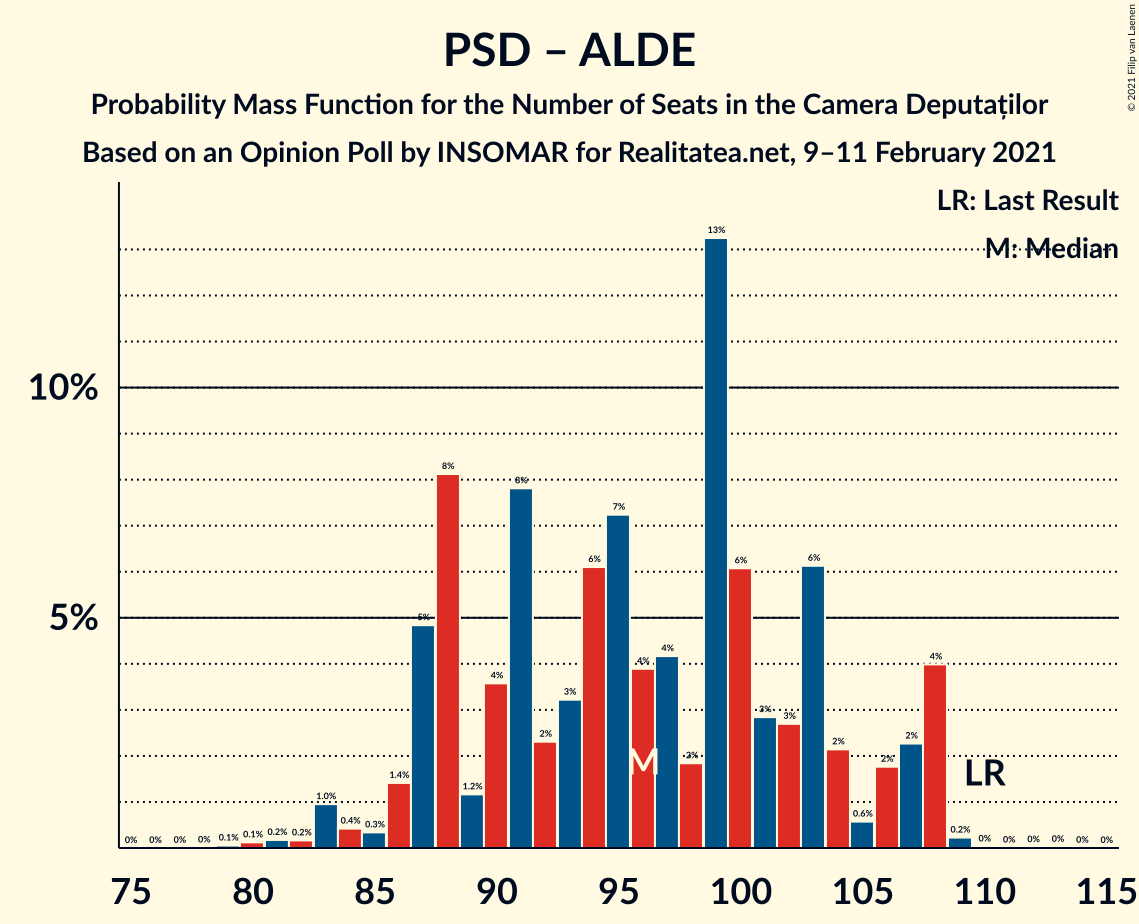 © 2021 Filip van Laenen
PSD – ALDE
Probability Mass Function for the Number of Seats in the Camera Deputaților
Based on an Opinion Poll by INSOMAR for Realitatea.net, 9–11 February 2021
LR: Last Result
M: Median
10%
5%
0% 0% 0% 0% 0.1% 0.1% 0.2% 0.2% 1.0% 0.4% 0.3% 1.4% 5% 8% 1.2% 4% 8% 2% 3% 6% 7% 4% 4% 2% 13% 6% 3% 3% 6% 2% 0.6% 2% 2% 4% 0.2% 0% 0% 0% 0% 0% 0%
M
LR
75 80 85 90 95 100 105 110 115